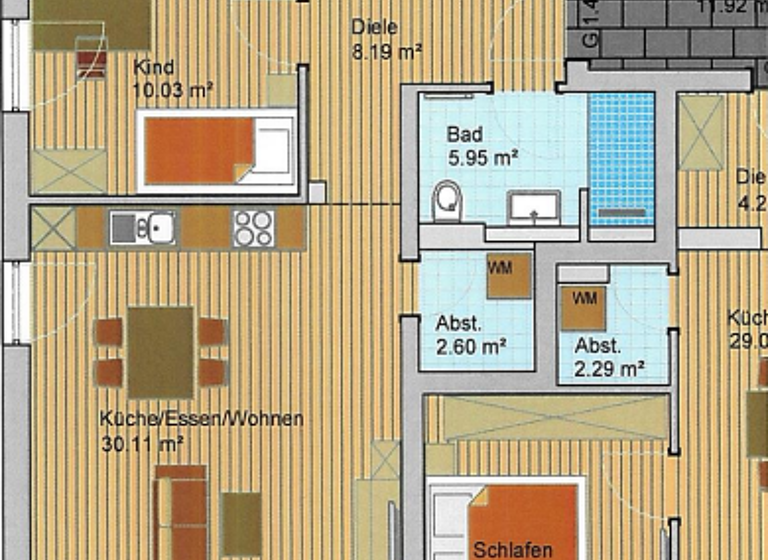 G 1.4
11.92 m
Diele
8.19 m²
Kind
10.03 m²
Bad
5.95 m²
Die
4.2
WM
WM
Abst.
2.60 m²
Abst.
2.29 m²
Küch
29.0
Küche/Essen/Wohnen
30.11 m²
Schlafen